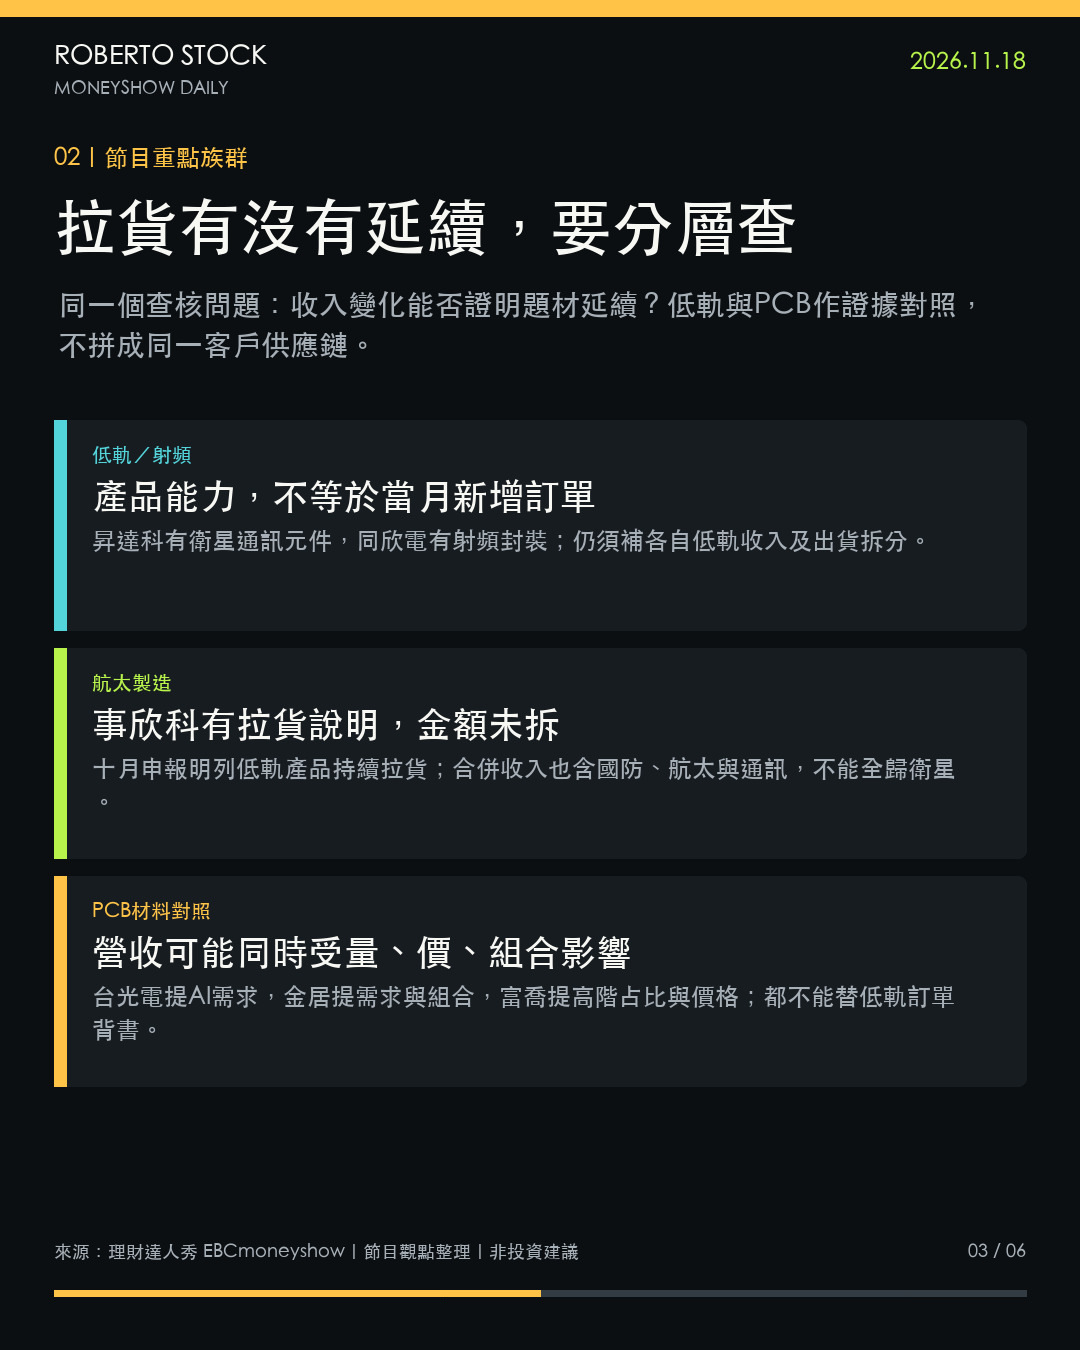 ROBERTO STOCK
MONEYSHOW DAILY
2026.11.18
02｜節目重點族群
拉貨有沒有延續，要分層查
同一個查核問題：收入變化能否證明題材延續？低軌與PCB作證據對照，
不拼成同一客戶供應鏈。
低軌／射頻
產品能力，不等於當月新增訂單
昇達科有衛星通訊元件，同欣電有射頻封裝；仍須補各自低軌收入及出貨拆分。
航太製造
事欣科有拉貨說明，金額未拆
十月申報明列低軌產品持續拉貨；合併收入也含國防、航太與通訊，不能全歸衛星
。
PCB材料對照
營收可能同時受量、價、組合影響
台光電提AI需求，金居提需求與組合，富喬提高階占比與價格；都不能替低軌訂單
背書。
來源：理財達人秀 EBCmoneyshow｜節目觀點整理｜非投資建議
03 / 06